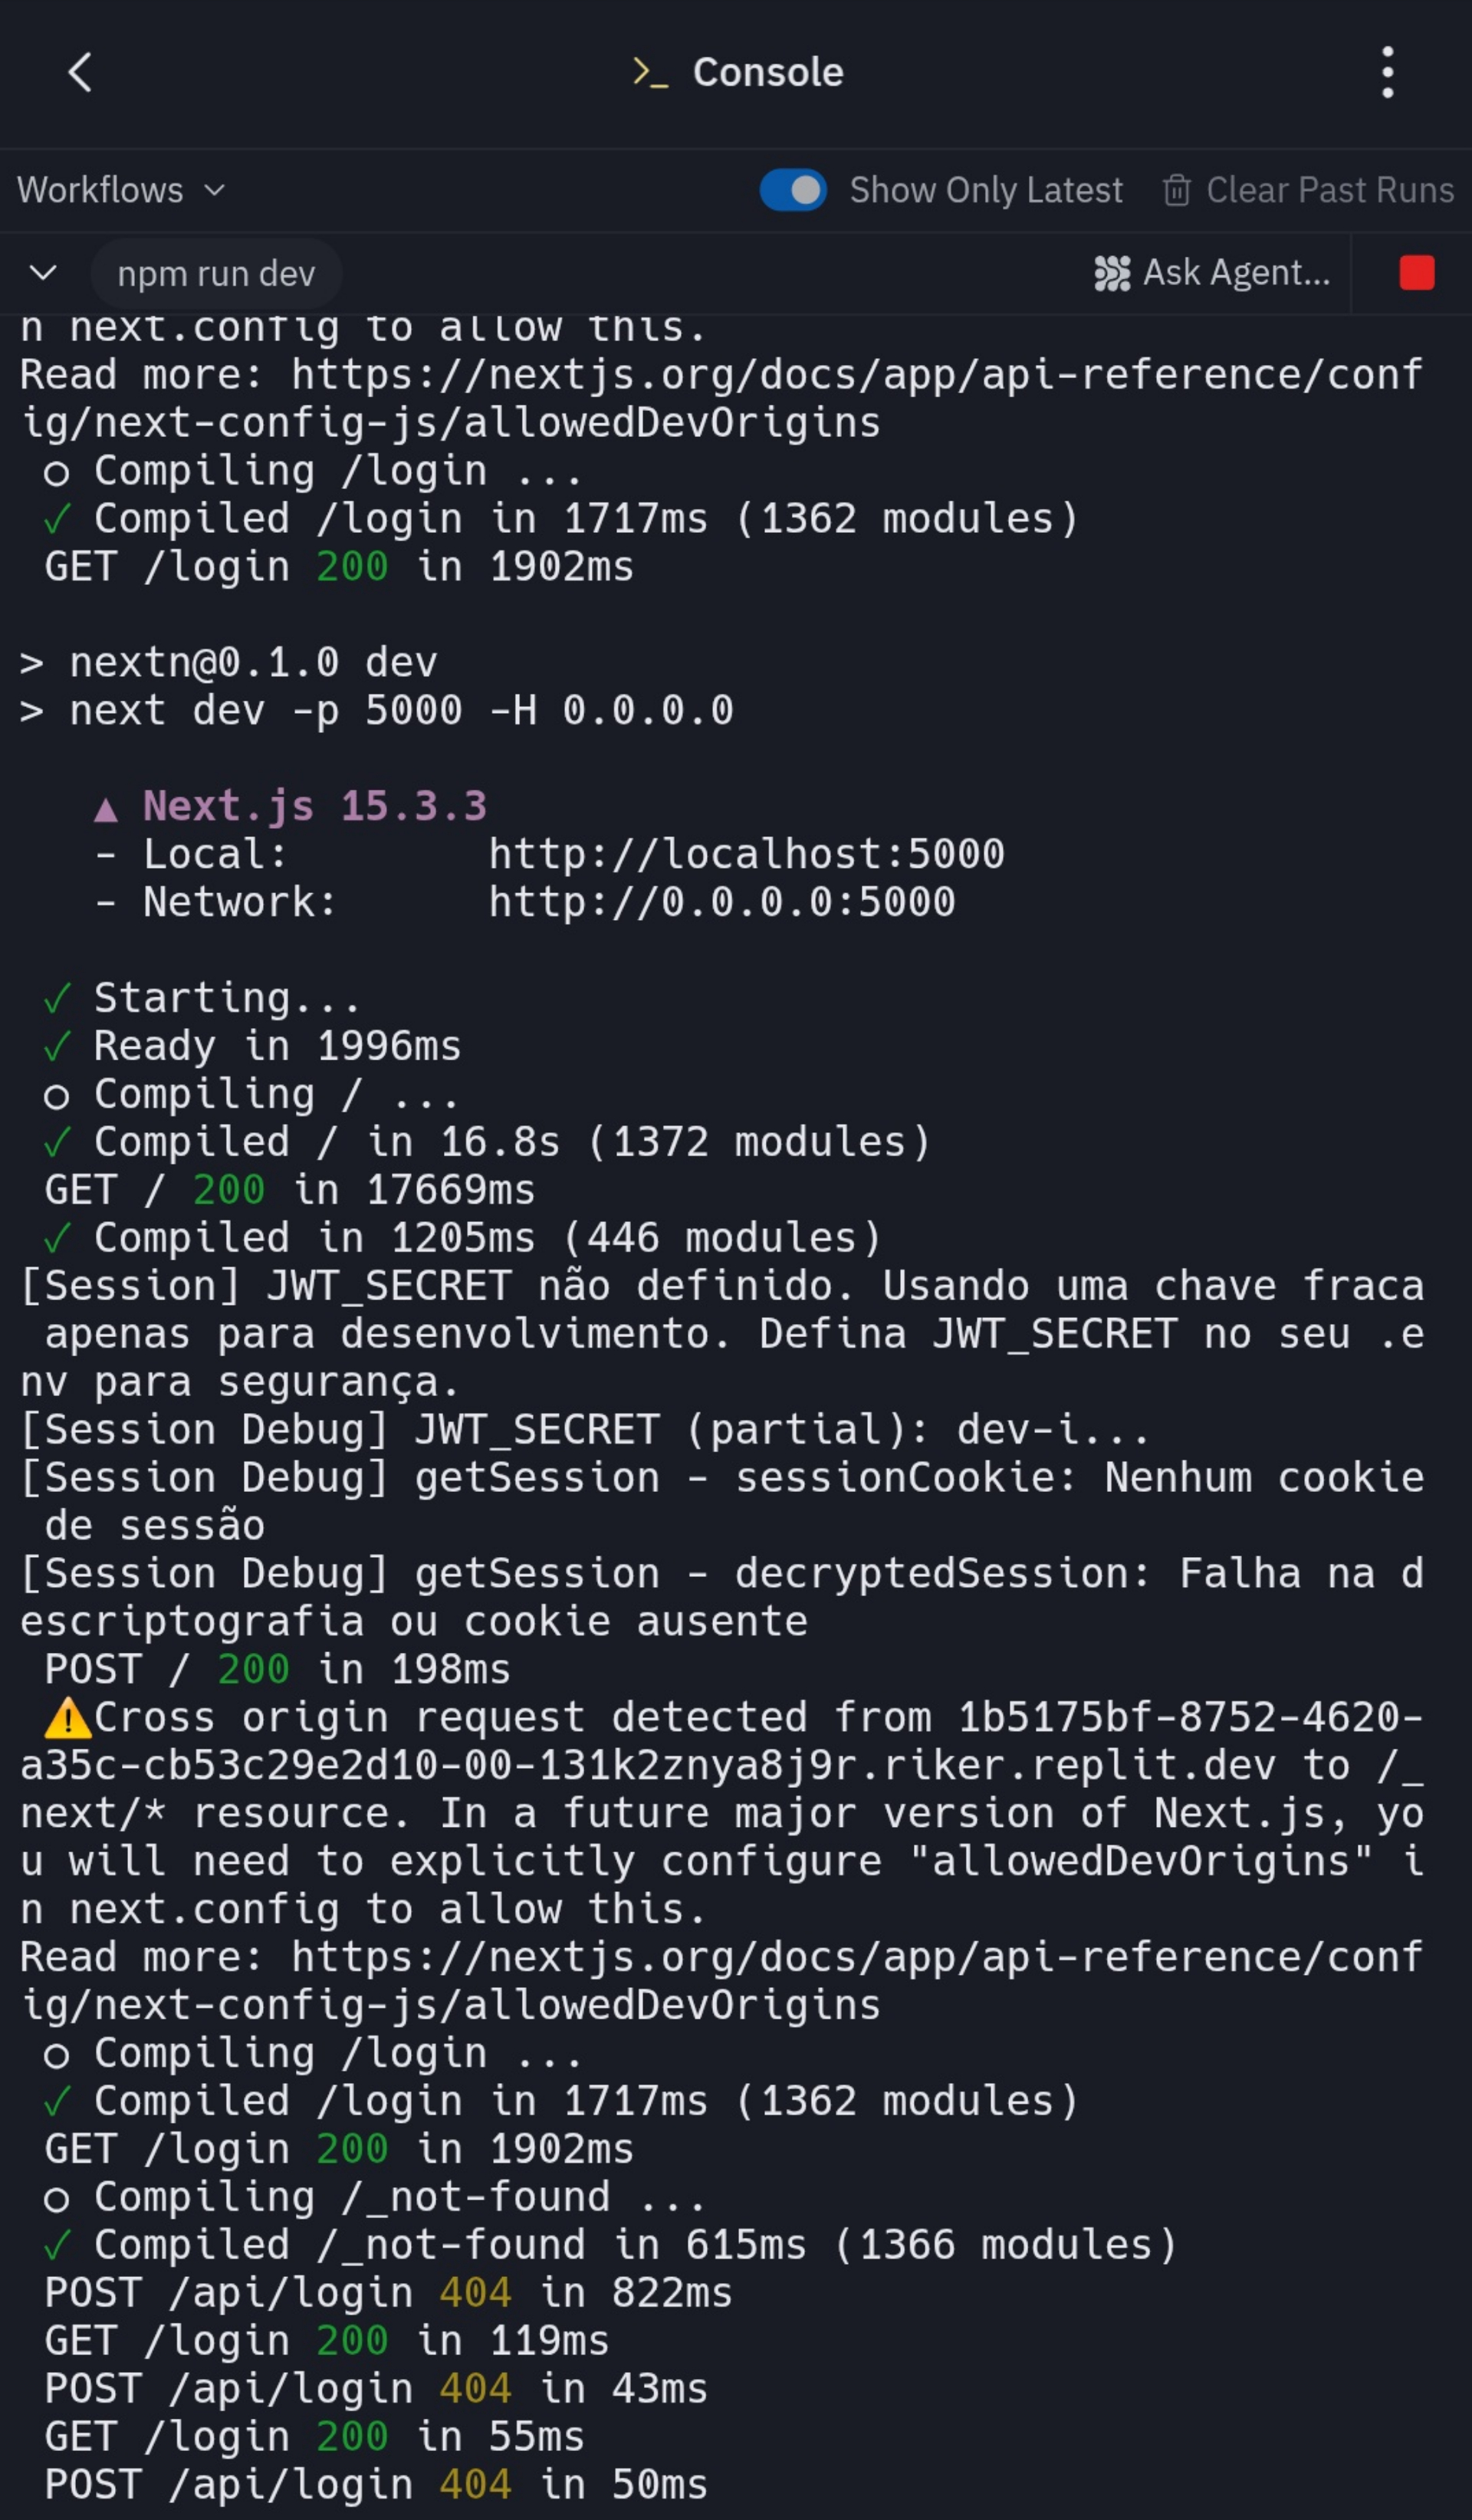 >_ Console
Workflows
Show Only Latest
Clear Past Runs
npm run dev
Ask Agent...
n next.config to allow this.
Read more: https://nextjs.org/docs/app/api-reference/conf
ig/next-config-js/allowedDevOrigins
○ Compiling /login ...
✓ Compiled /login in 1717ms (1362 modules)
GET /login 200 in 1902ms
> nextn@0.1.0 dev
> next dev -p 5000 -H 0.0.0.0
▲ Next.js 15.3.3
- Local: http://localhost:5000
- Network: http://0.0.0.0:5000
✓ Starting...
✓ Ready in 1996ms
○ Compiling / ...
✓ Compiled / in 16.8s (1372 modules)
GET / 200 in 17669ms
✓ Compiled in 1205ms (446 modules)
[Session] JWT_SECRET não definido. Usando uma chave fraca
apenas para desenvolvimento. Defina JWT_SECRET no seu .e
nv para segurança.
[Session Debug] JWT_SECRET (partial): dev-i...
[Session Debug] getSession - sessionCookie: Nenhum cookie
de sessão
[Session Debug] getSession - decryptedSession: Falha na d
escriptografia ou cookie ausente
POST / 200 in 198ms
⚠Cross origin request detected from 1b5175bf-8752-4620-
a35c-cb53c29e2d10-00-131k2znya8j9r.riker.replit.dev to /_
next/* resource. In a future major version of Next.js, yo
u will need to explicitly configure "allowedDevOrigins" i
n next.config to allow this.
Read more: https://nextjs.org/docs/app/api-reference/conf
ig/next-config-js/allowedDevOrigins
○ Compiling /login ...
✓ Compiled /login in 1717ms (1362 modules)
GET /login 200 in 1902ms
○ Compiling /_not-found ...
✓ Compiled /_not-found in 615ms (1366 modules)
POST /api/login 404 in 822ms
GET /login 200 in 119ms
POST /api/login 404 in 43ms
GET /login 200 in 55ms
POST /api/login 404 in 50ms